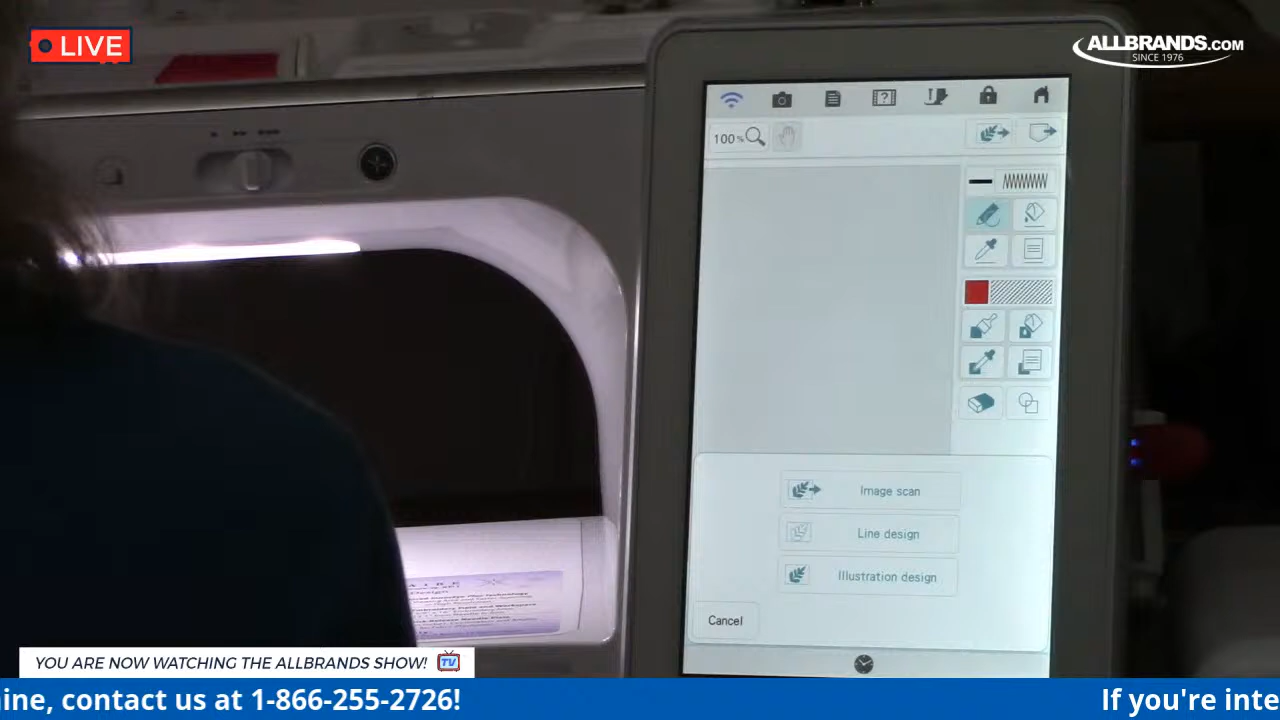 LIVE
ALLBRANDS.COM
SINCE 1976
100%
?
Image scan
Line design
Illustration design
Cancel
YOU ARE NOW WATCHING THE ALLBRANDS SHOW!
TV
ine, contact us at 1-866-255-2726!
If you're inte